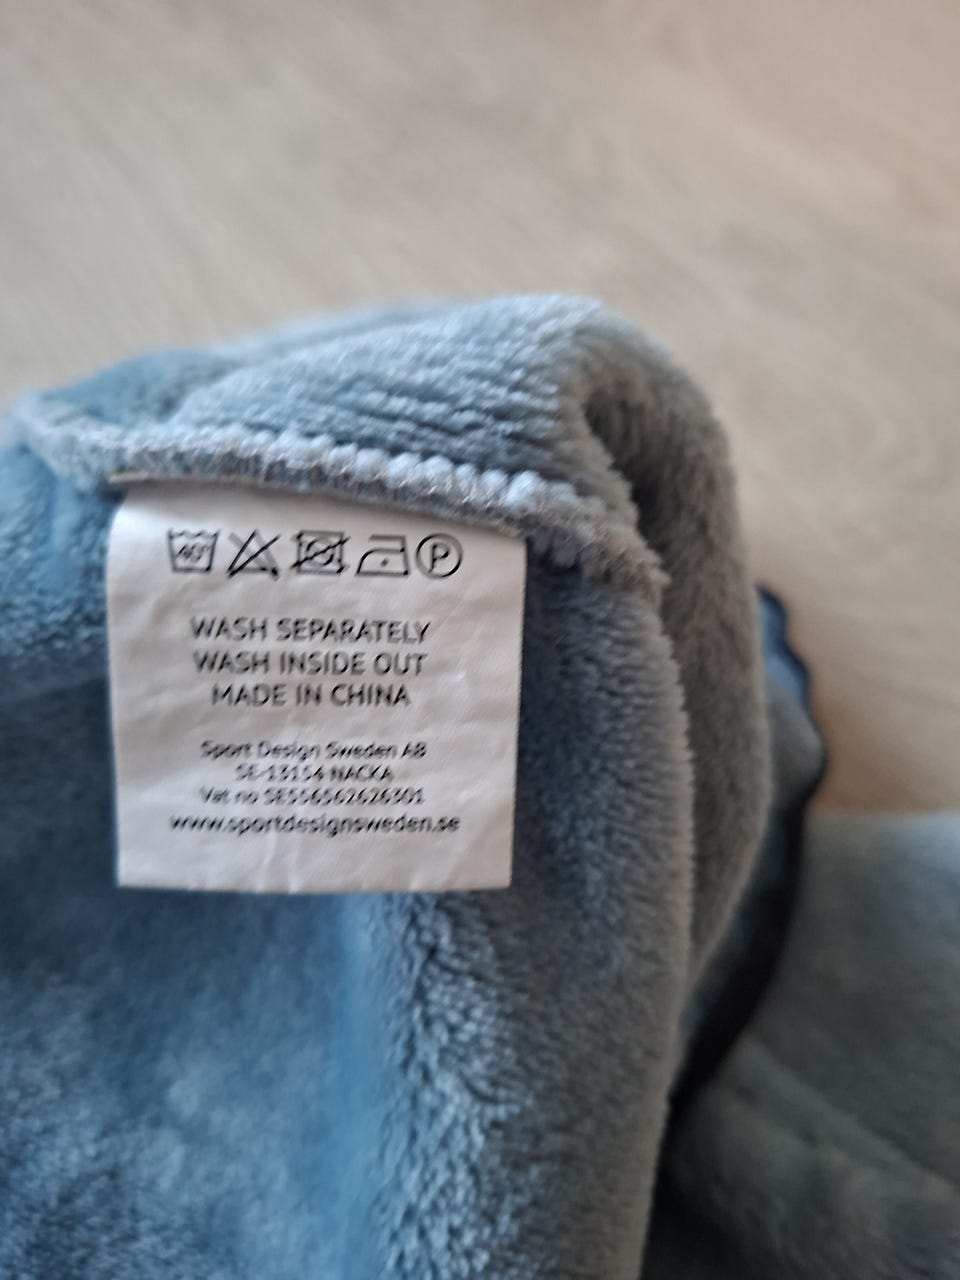 40° P
WASH SEPARATELY
WASH INSIDE OUT
MADE IN CHINA
Sport Design Sweden AB
SE-13154 NACKA
Vat no SE556562626301
www.sportdesignsweden.se